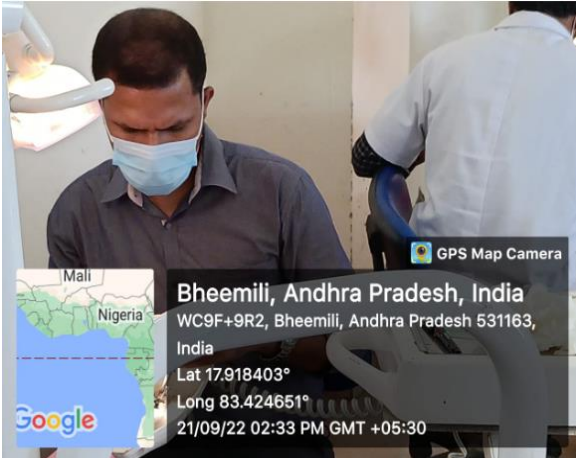 GPS Map Camera
Mali
Nigeria
Google
Bheemili, Andhra Pradesh, India
WC9F+9R2, Bheemili, Andhra Pradesh 531163,
India
Lat 17.918403°
Long 83.424651°
21/09/22 02:33 PM GMT +05:30